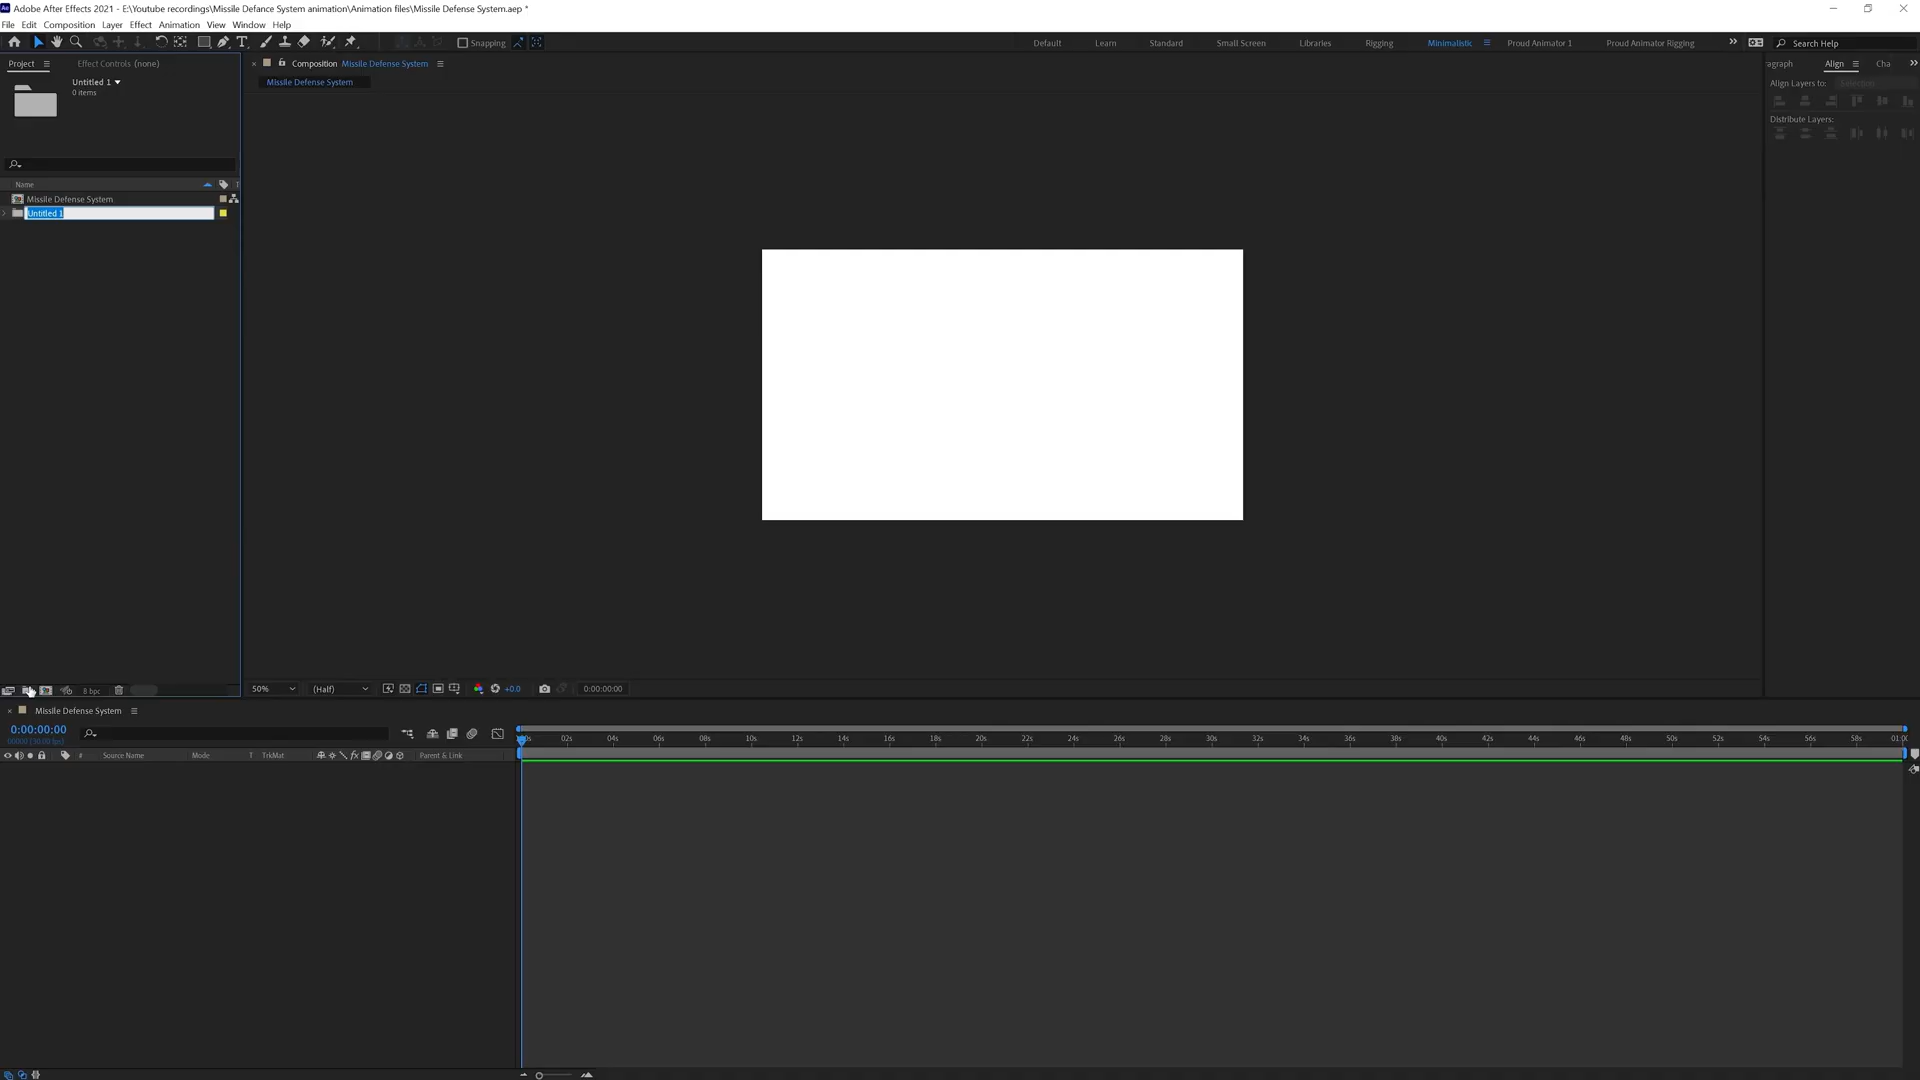 Adobe After Effects 2021 - E:\Youtube recordings\Missile Defance System animation\Animation files\Missile Defense System.aep *
File Edit Composition Layer Effect Animation View Window Help
Snapping
Default Learn Standard Small Screen Libraries Rigging Minimalistic Proud Animator 1 Proud Animator Rigging Search Help
Project Effect Controls (none)
Composition Missile Defense System
agraph Align Cha
Untitled 1
0 items
Missile Defense System
Align Layers to: Selection
Distribute Layers:
Name
Missile Defense System
Untitled 1
8 bpc
50% (Half) +0.0 0:00:00:00
Missile Defense System
0:00:00:00
# Source Name Mode T TrkMat Parent & Link
02s 04s 06s 08s 10s 12s 14s 16s 18s 20s 22s 24s 26s 28s 30s 32s 34s 36s 38s 40s 42s 44s 46s 48s 50s 52s 54s 56s 58s 01:0